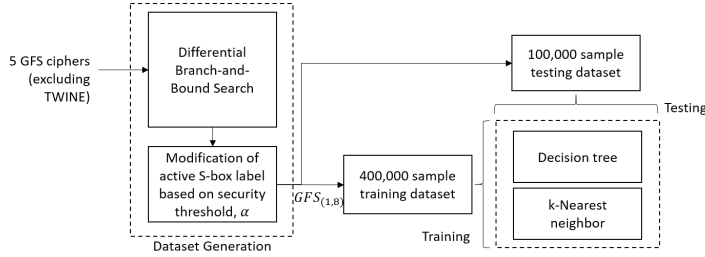 5 GFS ciphers
(excluding
TWINE)
Differential
Branch-and-
Bound Search
Modification of
active S-box label
based on security
threshold, α
Dataset Generation
GFS(1,8)
400,000 sample
training dataset
100,000 sample
testing dataset
Testing
Decision tree
k-Nearest
neighbor
Training